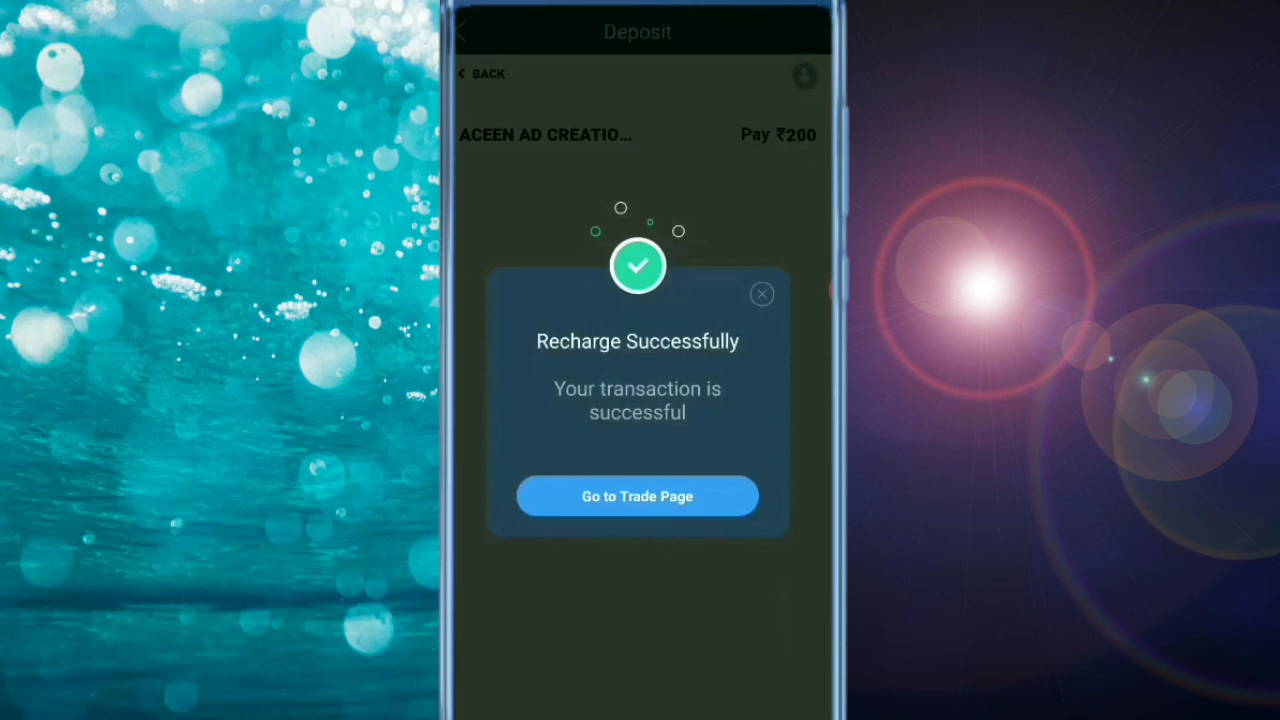 Deposit
BACK
ACEEN AD CREATIO... Pay ₹200
Recharge Successfully
Your transaction is
successful
Go to Trade Page